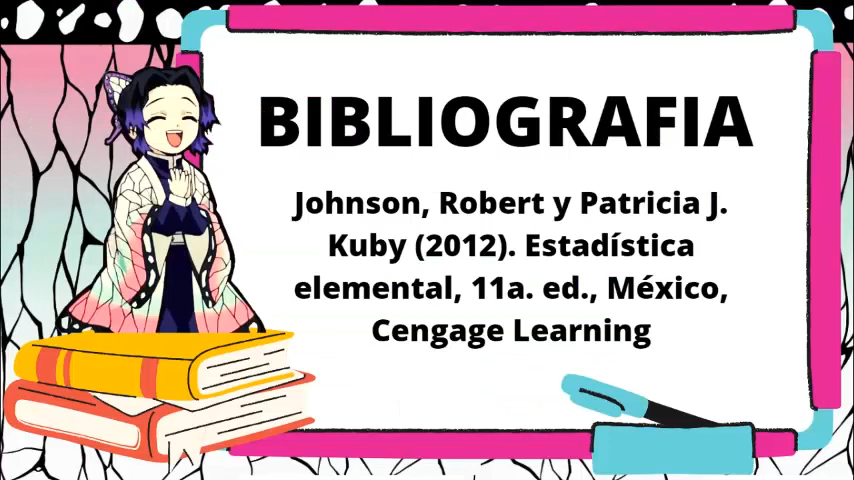 BIBLIOGRAFIA
Johnson, Robert y Patricia J.
Kuby (2012). Estadística
elemental, 11a. ed., México,
Cengage Learning